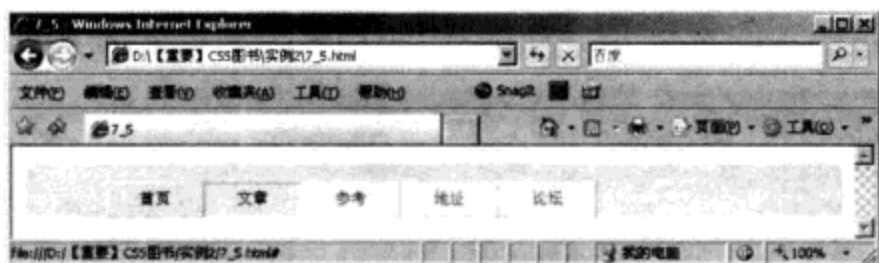 7_5 - Windows Internet Explorer
D:\【重要】CSS图书\实例2\7_5.html 百度
文件(F) 编辑(E) 查看(V) 收藏夹(A) 工具(T) 帮助(H) SnagIt
7_5 页面(P) 工具(O)
首页 文章 参考 地址 论坛
file:///D:/【重要】CSS图书/实例2/7_5.html# 我的电脑 100%